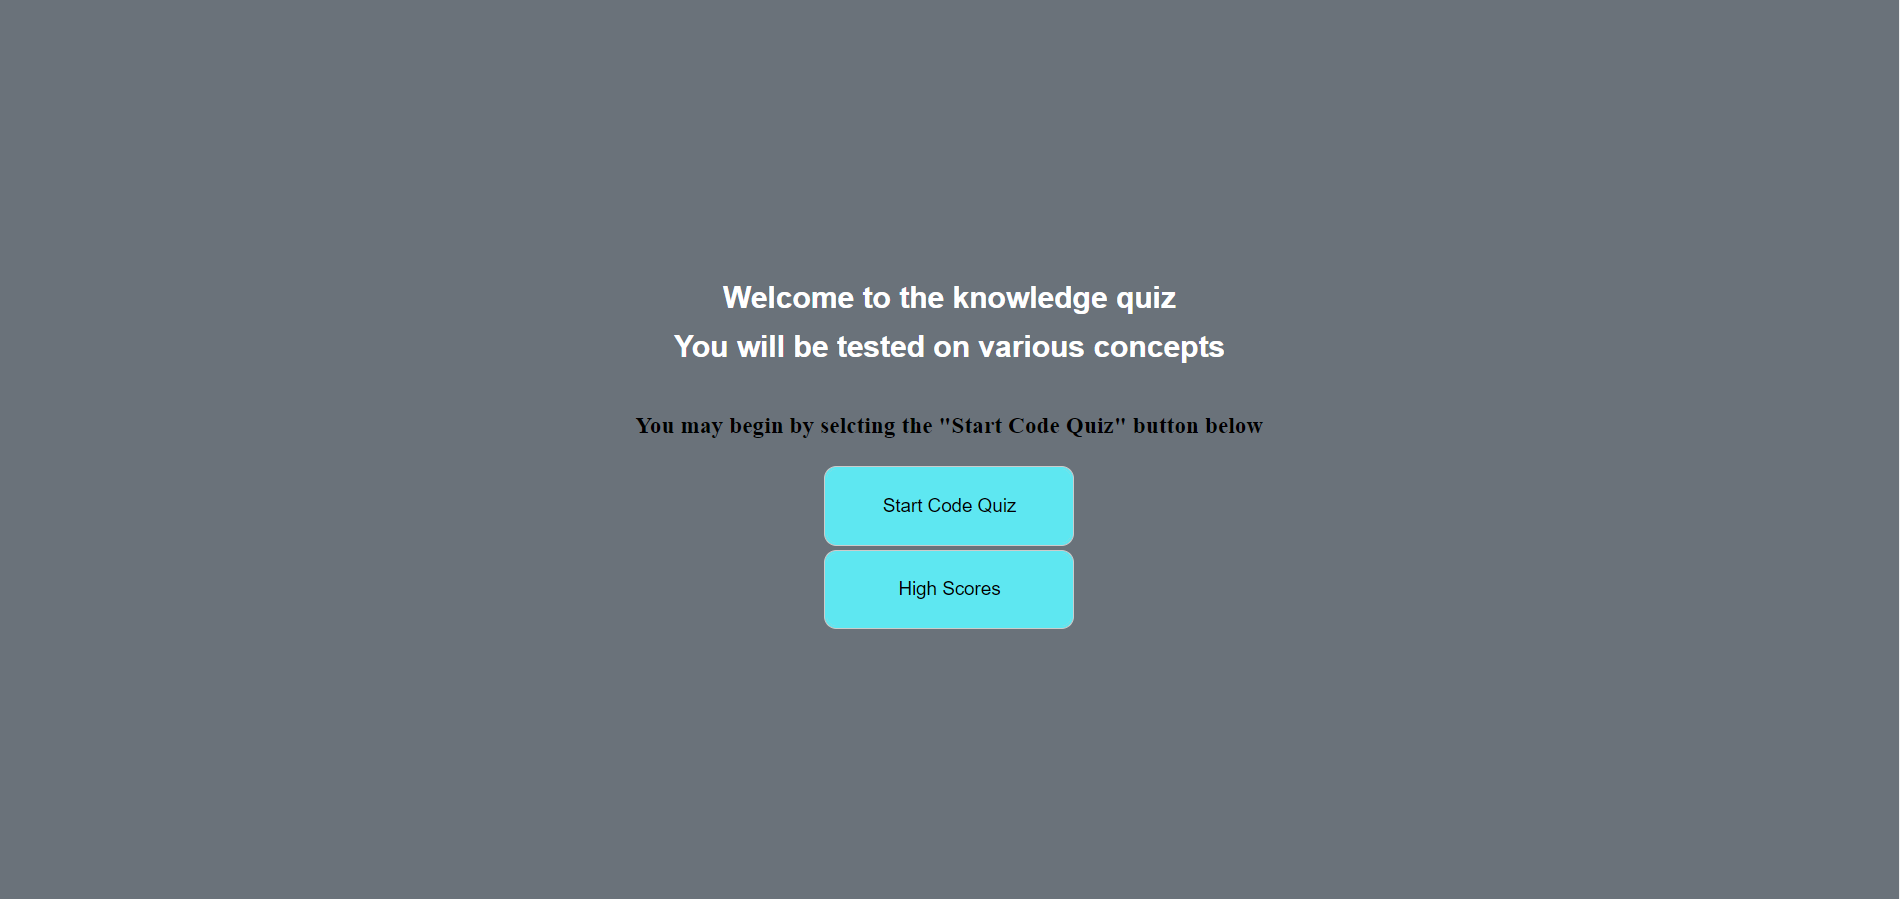 Welcome to the knowledge quiz
You will be tested on various concepts
You may begin by selcting the "Start Code Quiz" button below
Start Code Quiz
High Scores